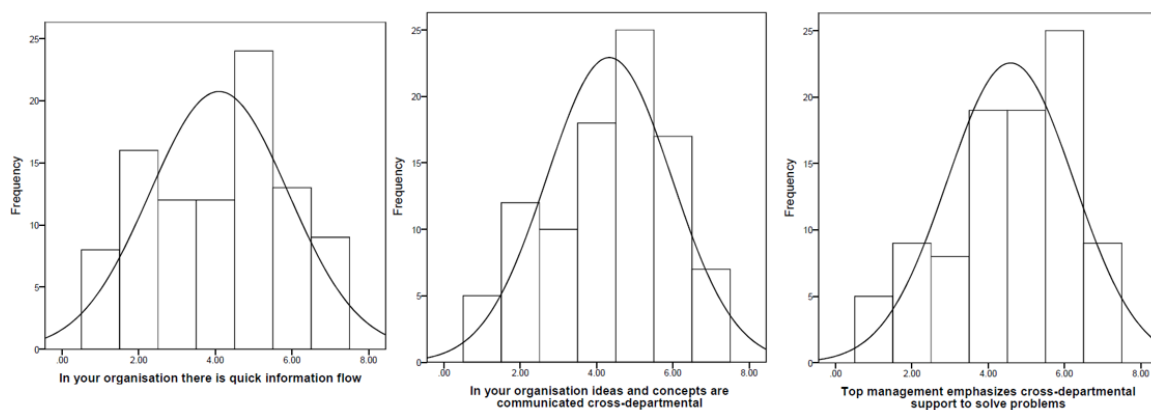 Frequency
25
20
15
10
5
0
.00 2.00 4.00 6.00 8.00
In your organisation there is quick information flow
Frequency
25
20
15
10
5
0
.00 2.00 4.00 6.00 8.00
In your organisation ideas and concepts are
communicated cross-departmental
Frequency
25
20
15
10
5
0
.00 2.00 4.00 6.00 8.00
Top management emphasizes cross-departmental
support to solve problems